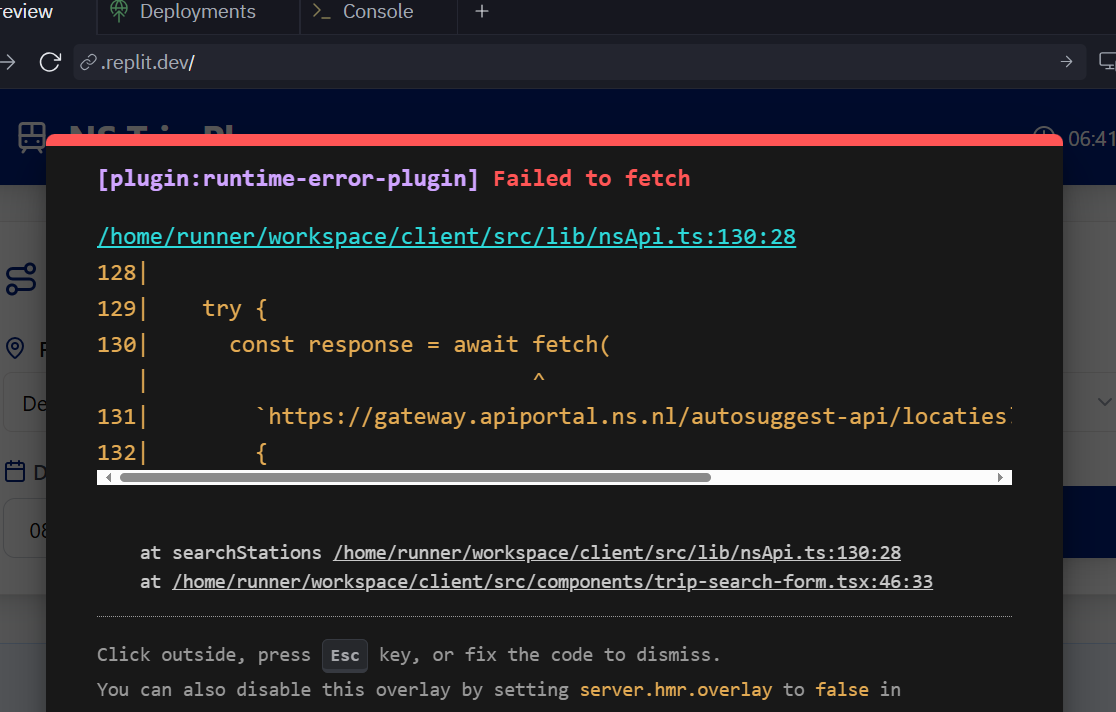 review
Deployments
Console
.replit.dev/
06:41
[plugin:runtime-error-plugin] Failed to fetch
/home/runner/workspace/client/src/lib/nsApi.ts:130:28
128|
129|    try {
130|      const response = await fetch(
   |                             ^
131|        `https://gateway.apiportal.ns.nl/autosuggest-api/locaties
132|        {
De
D
08
at searchStations /home/runner/workspace/client/src/lib/nsApi.ts:130:28
at /home/runner/workspace/client/src/components/trip-search-form.tsx:46:33
Click outside, press Esc key, or fix the code to dismiss.
You can also disable this overlay by setting server.hmr.overlay to false in